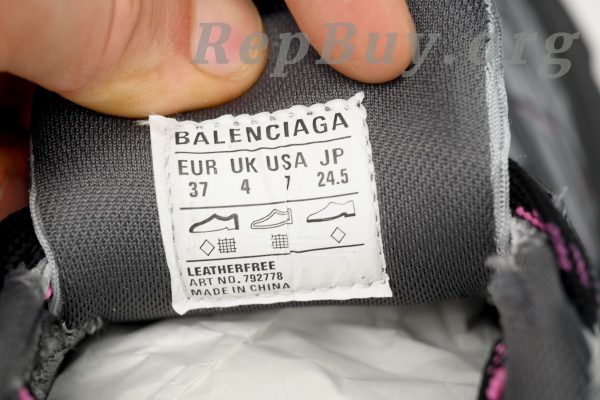 RepBuy.org
BALENCIAGA
EUR UK USA JP
37 4 7 24.5
LEATHERFREE
ART NO. 792778
MADE IN CHINA